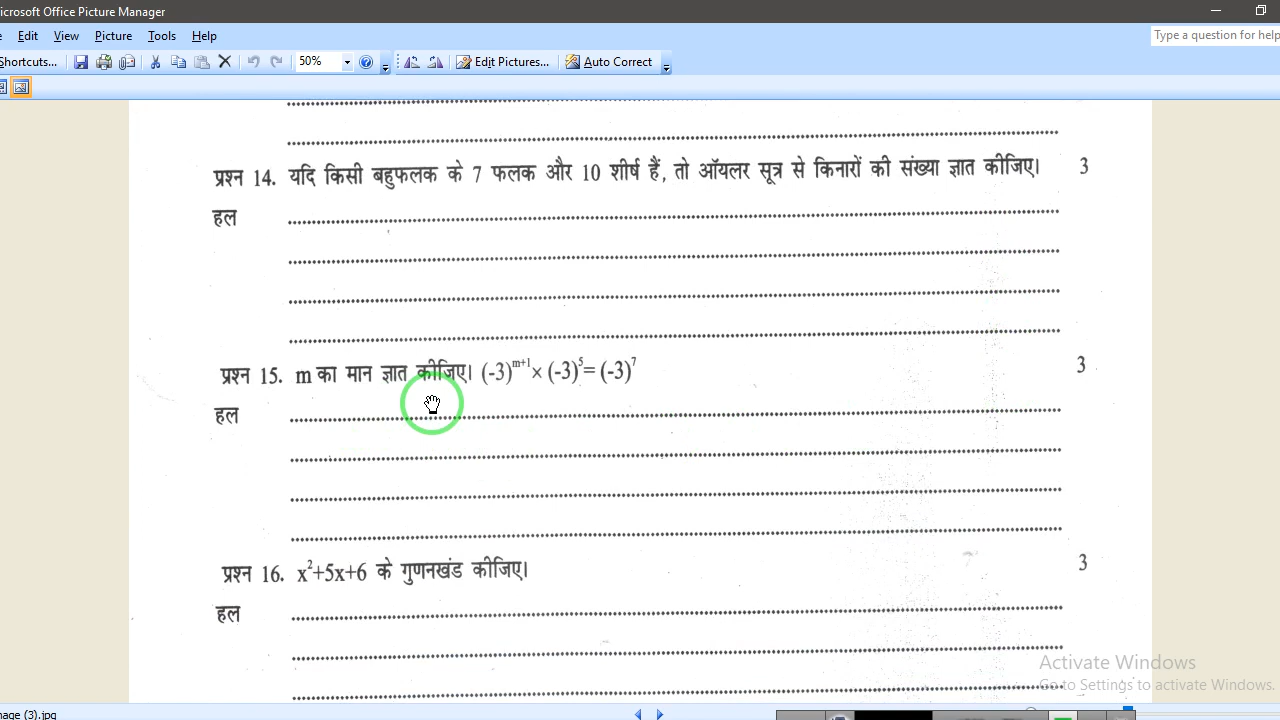 icrosoft Office Picture Manager
Edit View Picture Tools Help
Type a question for help
Shortcuts... 50% Edit Pictures... Auto Correct
प्रश्न 14. यदि किसी बहुफलक के 7 फलक और 10 शीर्ष हैं, तो ऑयलर सूत्र से किनारों की संख्या ज्ञात कीजिए। 3
हल
प्रश्न 15. m का मान ज्ञात कीजिए। (-3)^{m+1} × (-3)^5 = (-3)^7 3
हल
प्रश्न 16. x²+5x+6 के गुणनखंड कीजिए। 3
हल
Activate Windows
Go to Settings to activate Windows.
mage (3).jpg